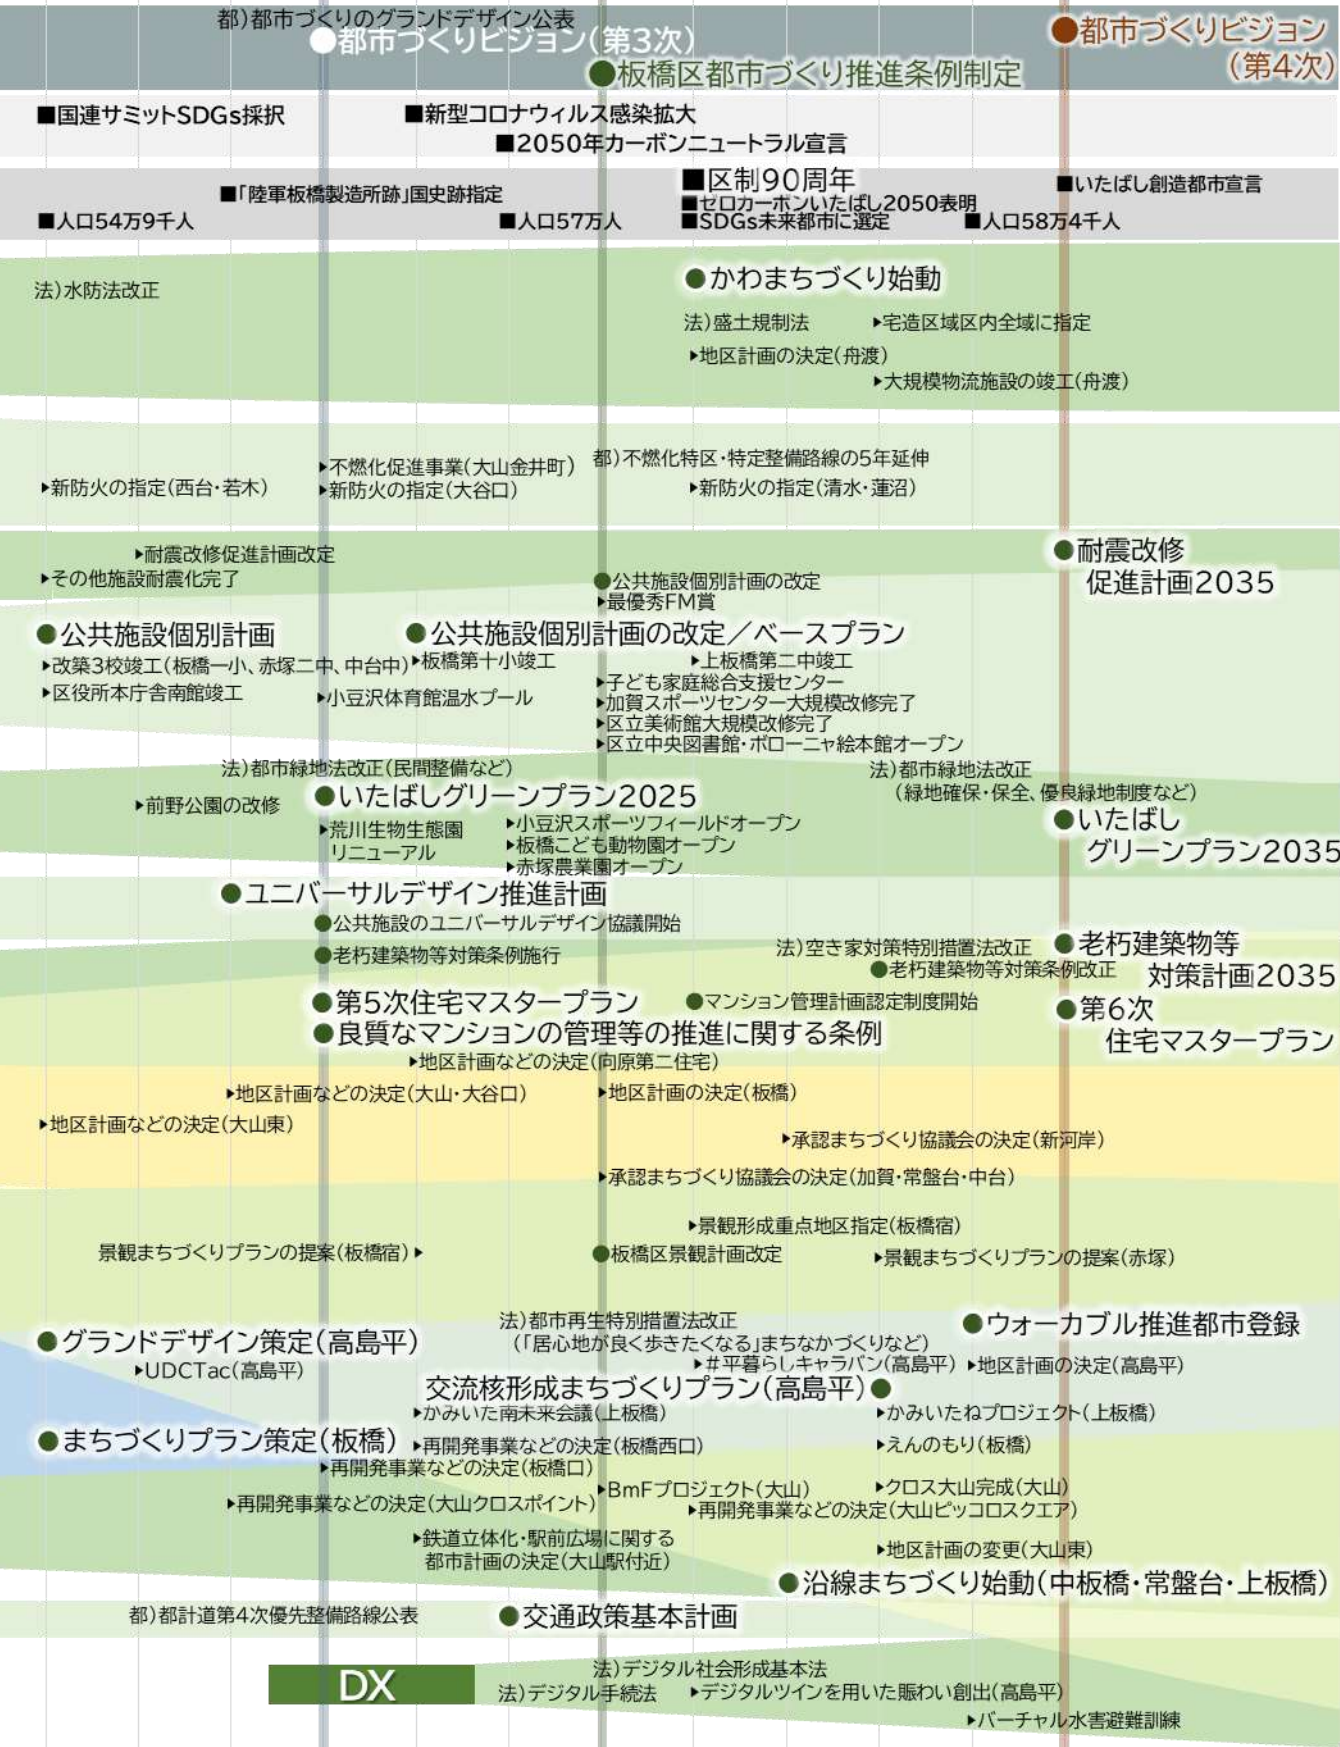 都)都市づくりのグランドデザイン公表
●都市づくりビジョン(第3次)
●都市づくりビジョン
(第4次)
●板橋区都市づくり推進条例制定
■国連サミットSDGs採択
■新型コロナウィルス感染拡大
■2050年カーボンニュートラル宣言
■「陸軍板橋製造所跡」国史跡指定
■区制90周年
■いたばし創造都市宣言
■ゼロカーボンいたばし2050表明
■人口54万9千人
■人口57万人
■SDGs未来都市に選定
■人口58万4千人
法)水防法改正
●かわまちづくり始動
法)盛土規制法
▶宅造区域区内全域に指定
▶地区計画の決定(舟渡)
▶大規模物流施設の竣工(舟渡)
▶不燃化促進事業(大山金井町)
都)不燃化特区・特定整備路線の5年延伸
▶新防火の指定(西台・若木)
▶新防火の指定(大谷口)
▶新防火の指定(清水・蓮沼)
▶耐震改修促進計画改定
●耐震改修
促進計画2035
▶その他施設耐震化完了
●公共施設個別計画の改定
▶最優秀FM賞
●公共施設個別計画
●公共施設個別計画の改定／ベースプラン
▶改築3校竣工(板橋一小、赤塚二中、中台中)
▶板橋第十小竣工
▶上板橋第二中竣工
▶区役所本庁舎南館竣工
▶小豆沢体育館温水プール
▶子ども家庭総合支援センター
▶加賀スポーツセンター大規模改修完了
▶区立美術館大規模改修完了
▶区立中央図書館・ボローニャ絵本館オープン
法)都市緑地法改正(民間整備など)
法)都市緑地法改正
(緑地確保・保全、優良緑地制度など)
▶前野公園の改修
●いたばしグリーンプラン2025
●いたばし
グリーンプラン2035
▶荒川生物生態園
リニューアル
▶小豆沢スポーツフィールドオープン
▶板橋こども動物園オープン
▶赤塚農業園オープン
●ユニバーサルデザイン推進計画
●公共施設のユニバーサルデザイン協議開始
●老朽建築物等対策条例施行
法)空き家対策特別措置法改正
●老朽建築物等
対策計画2035
●老朽建築物等対策条例改正
●第5次住宅マスタープラン
●マンション管理計画認定制度開始
●第6次
住宅マスタープラン
●良質なマンションの管理等の推進に関する条例
▶地区計画などの決定(向原第二住宅)
▶地区計画などの決定(大山・大谷口)
▶地区計画の決定(板橋)
▶地区計画などの決定(大山東)
▶承認まちづくり協議会の決定(新河岸)
▶承認まちづくり協議会の決定(加賀・常盤台・中台)
▶景観形成重点地区指定(板橋宿)
景観まちづくりプランの提案(板橋宿)▶
●板橋区景観計画改定
▶景観まちづくりプランの提案(赤塚)
法)都市再生特別措置法改正
(「居心地が良く歩きたくなる」まちなかづくりなど)
●ウォーカブル推進都市登録
●グランドデザイン策定(高島平)
▶UDCTac(高島平)
▶#平暮らしキャラバン(高島平)
▶地区計画の決定(高島平)
交流核形成まちづくりプラン(高島平)●
▶かみいた南未来会議(上板橋)
▶かみいたねプロジェクト(上板橋)
●まちづくりプラン策定(板橋)
▶再開発事業などの決定(板橋西口)
▶えんのもり(板橋)
▶再開発事業などの決定(板橋口)
▶BmFプロジェクト(大山)
▶クロス大山完成(大山)
▶再開発事業などの決定(大山クロスポイント)
▶再開発事業などの決定(大山ピッコロスクエア)
▶鉄道立体化・駅前広場に関する
都市計画の決定(大山駅付近)
▶地区計画の変更(大山東)
●沿線まちづくり始動(中板橋・常盤台・上板橋)
都)都計道第4次優先整備路線公表
●交通政策基本計画
DX
法)デジタル社会形成基本法
法)デジタル手続法
▶デジタルツインを用いた賑わい創出(高島平)
▶バーチャル水害避難訓練